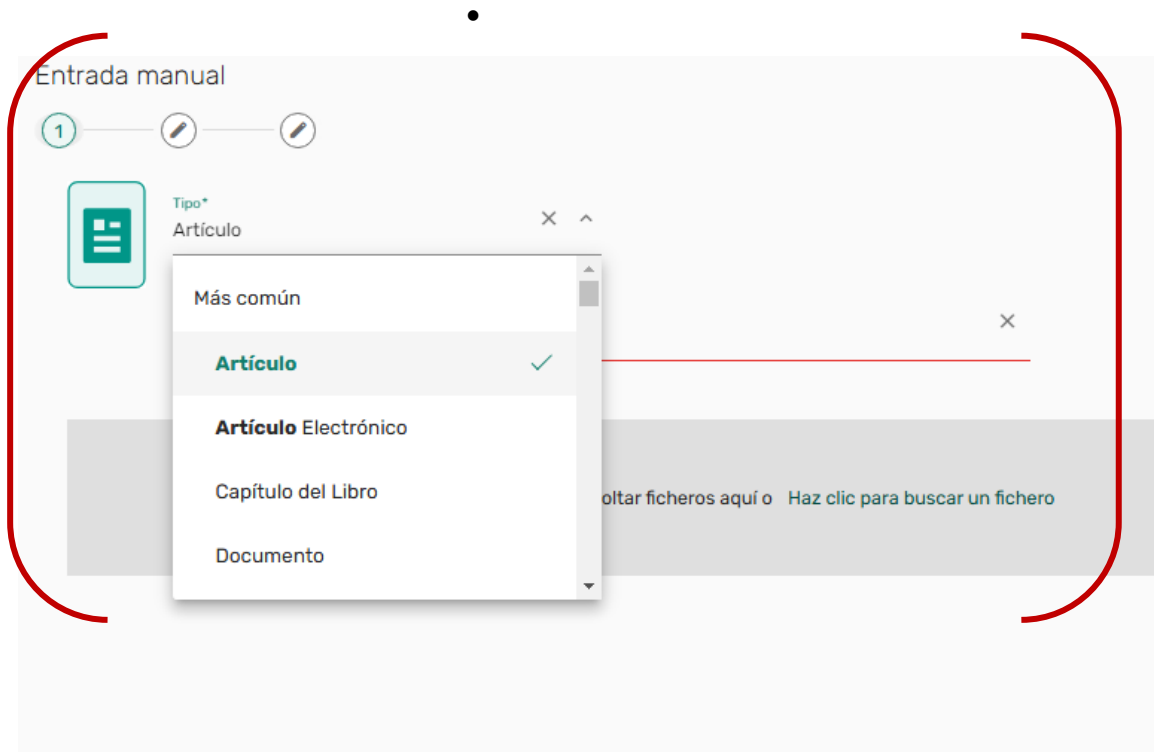 Entrada manual
1
Tipo*
Artículo
Más común
Artículo
Artículo Electrónico
Capítulo del Libro
Documento
oltar ficheros aquí o Haz clic para buscar un fichero